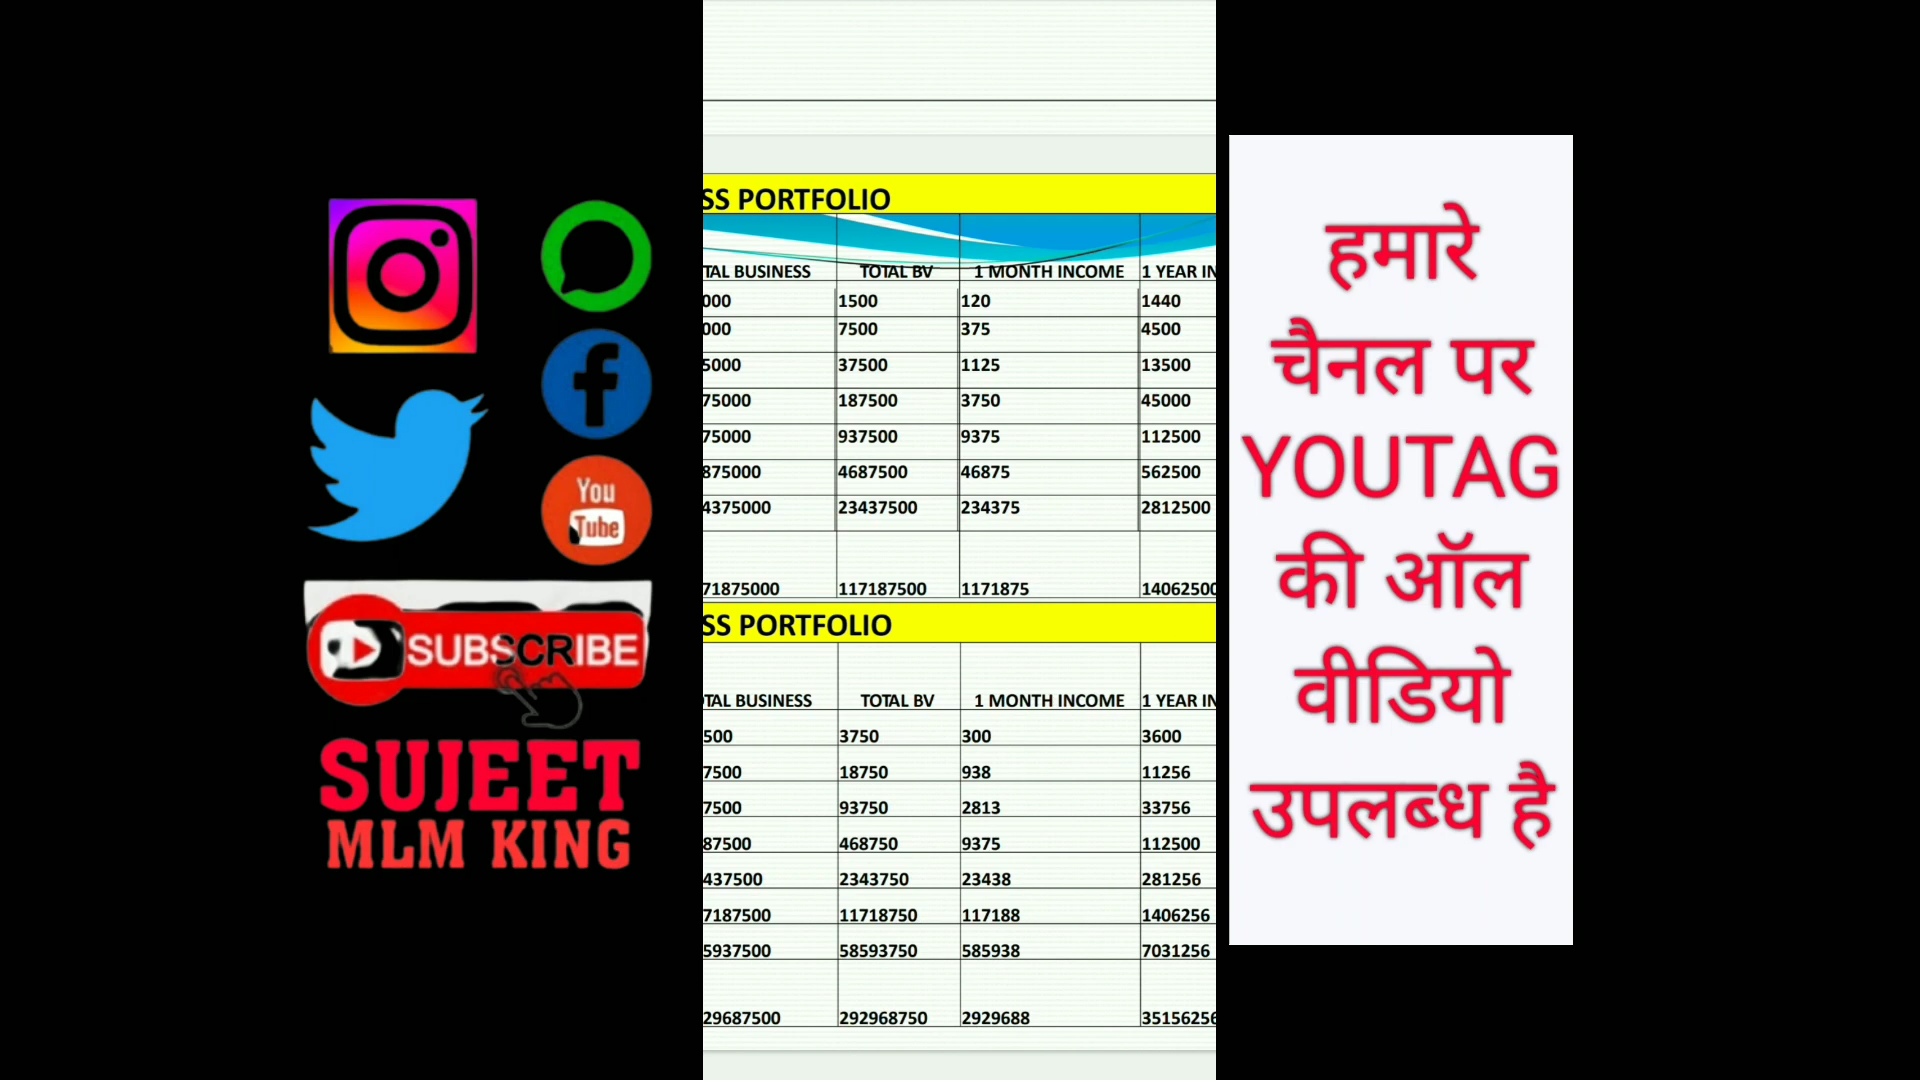 You
Tube
SUBSCRIBE
SUJEET
MLM KING
SS PORTFOLIO
TAL BUSINESS TOTAL BV 1 MONTH INCOME 1 YEAR IN
000 1500 120 1440
000 7500 375 4500
5000 37500 1125 13500
75000 187500 3750 45000
75000 937500 9375 112500
875000 4687500 46875 562500
4375000 23437500 234375 2812500
71875000 117187500 1171875 14062500
SS PORTFOLIO
OTAL BUSINESS TOTAL BV 1 MONTH INCOME 1 YEAR IN
500 3750 300 3600
7500 18750 938 11256
7500 93750 2813 33756
87500 468750 9375 112500
437500 2343750 23438 281256
7187500 11718750 117188 1406256
5937500 58593750 585938 7031256
29687500 292968750 2929688 35156256
हमारे
चैनल पर
YOUTAG
की ऑल
वीडियो
उपलब्ध है